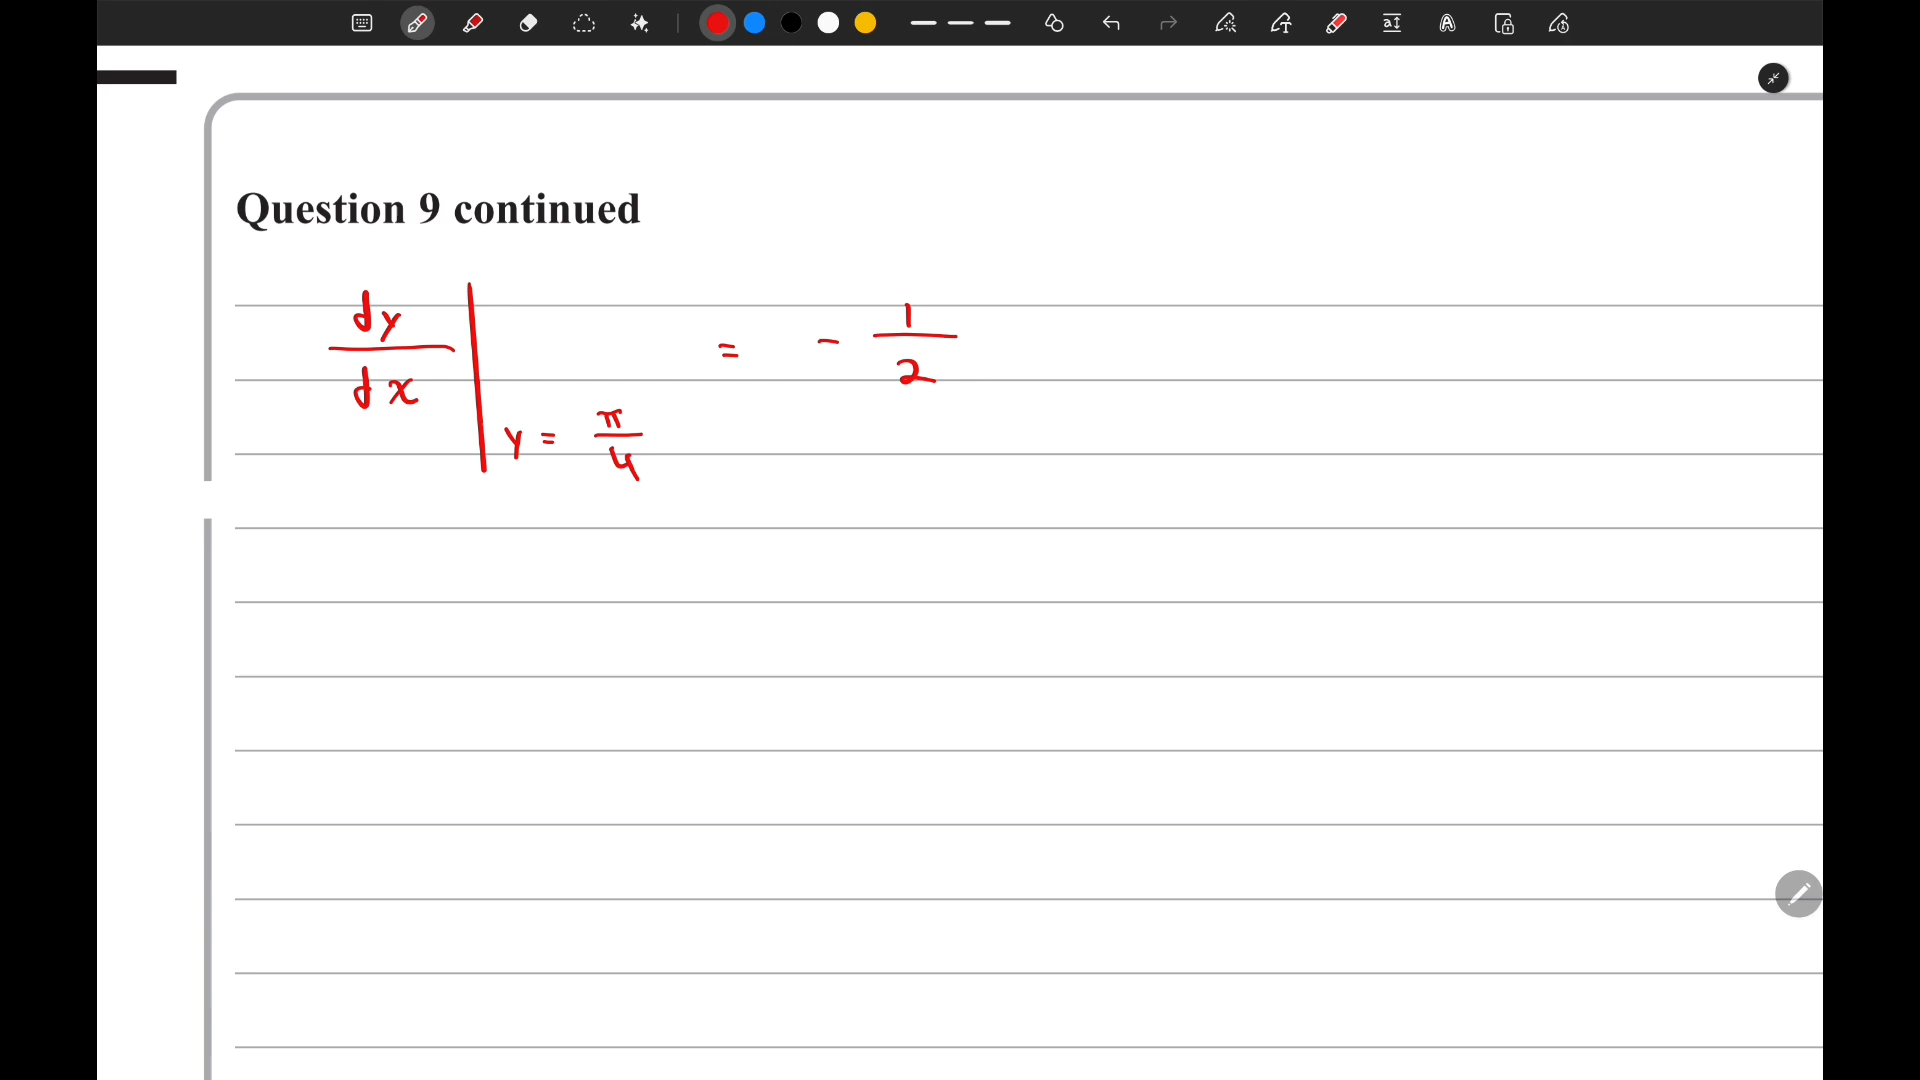 Question 9 continued
dy/dx | y = π/4 = - 1/2